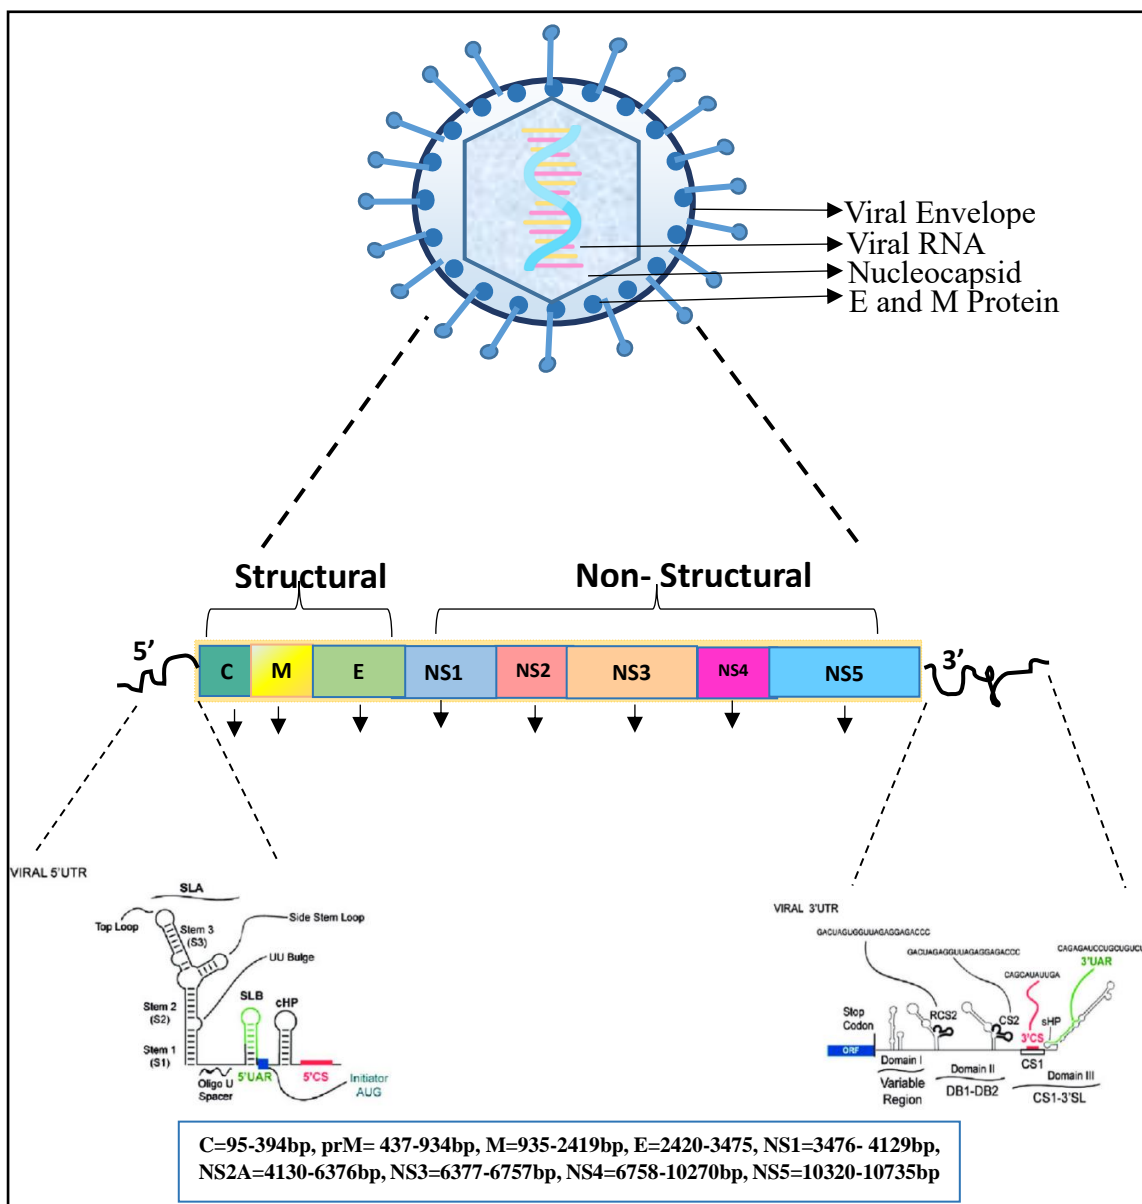 Viral Envelope
Viral RNA
Nucleocapsid
E and M Protein
Structural
Non- Structural
5’
3’
C
M
E
NS1
NS2
NS3
NS4
NS5
VIRAL 5'UTR
SLA
Top Loop
Stem 3
(S3)
Side Stem Loop
UU Bulge
Stem 2
(S2)
SLB
cHP
Stem 1
(S1)
Oligo U
Spacer
5'UAR
5'CS
Initiator
AUG
VIRAL 3'UTR
GACUAGUGGUUAGAGGAGACCC
GACUAGAGGUUAGAGGAGACCC
CAGAGAUCCUGCUGUCU
3'UAR
CAGCAUAUUGA
Stop
Codon
RCS2
CS2
sHP
3'CS
ORF
CS1
Domain I
Domain II
Domain III
Variable
Region
DB1-DB2
CS1-3'SL
C=95-394bp, prM= 437-934bp, M=935-2419bp, E=2420-3475, NS1=3476- 4129bp,
NS2A=4130-6376bp, NS3=6377-6757bp, NS4=6758-10270bp, NS5=10320-10735bp